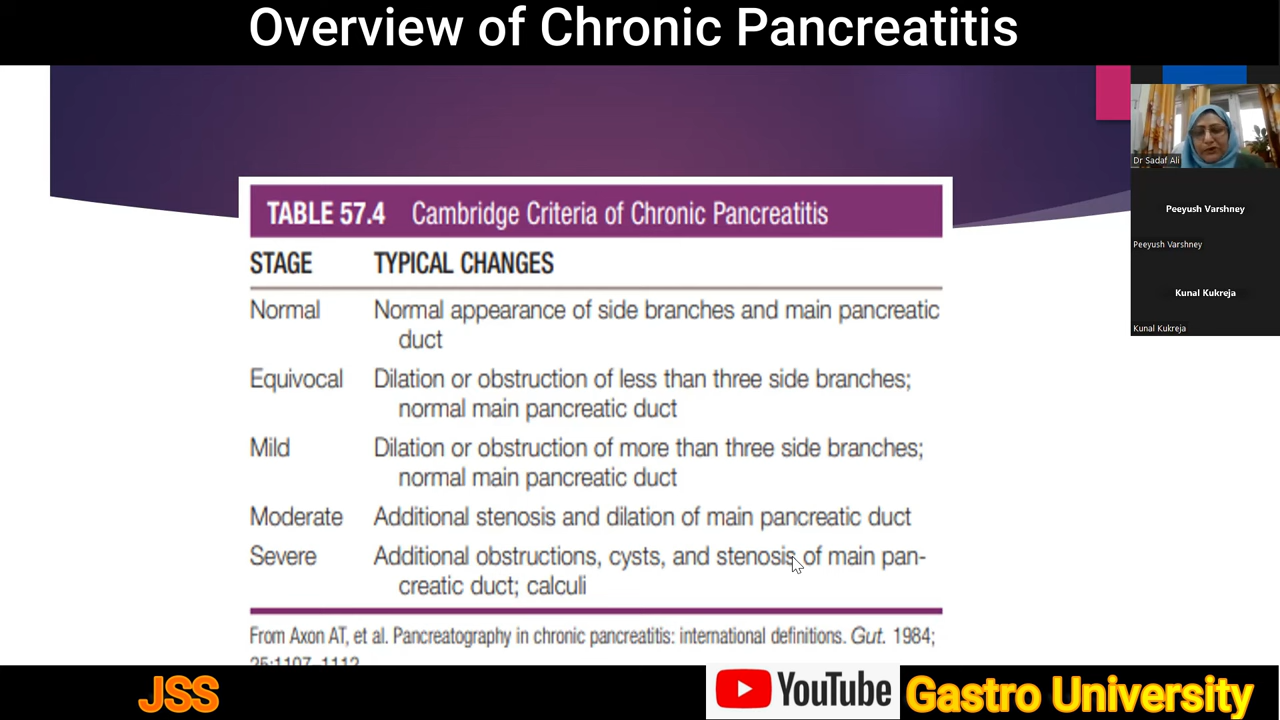 Overview of Chronic Pancreatitis
TABLE 57.4 Cambridge Criteria of Chronic Pancreatitis
STAGE TYPICAL CHANGES
Normal Normal appearance of side branches and main pancreatic
duct
Equivocal Dilation or obstruction of less than three side branches;
normal main pancreatic duct
Mild Dilation or obstruction of more than three side branches;
normal main pancreatic duct
Moderate Additional stenosis and dilation of main pancreatic duct
Severe Additional obstructions, cysts, and stenosis of main pan-
creatic duct; calculi
From Axon AT, et al. Pancreatography in chronic pancreatitis: international definitions. Gut. 1984;
25:1107–1112
Dr Sadaf Ali
Peeyush Varshney
Peeyush Varshney
Kunal Kukreja
Kunal Kukreja
JSS
YouTube
Gastro University